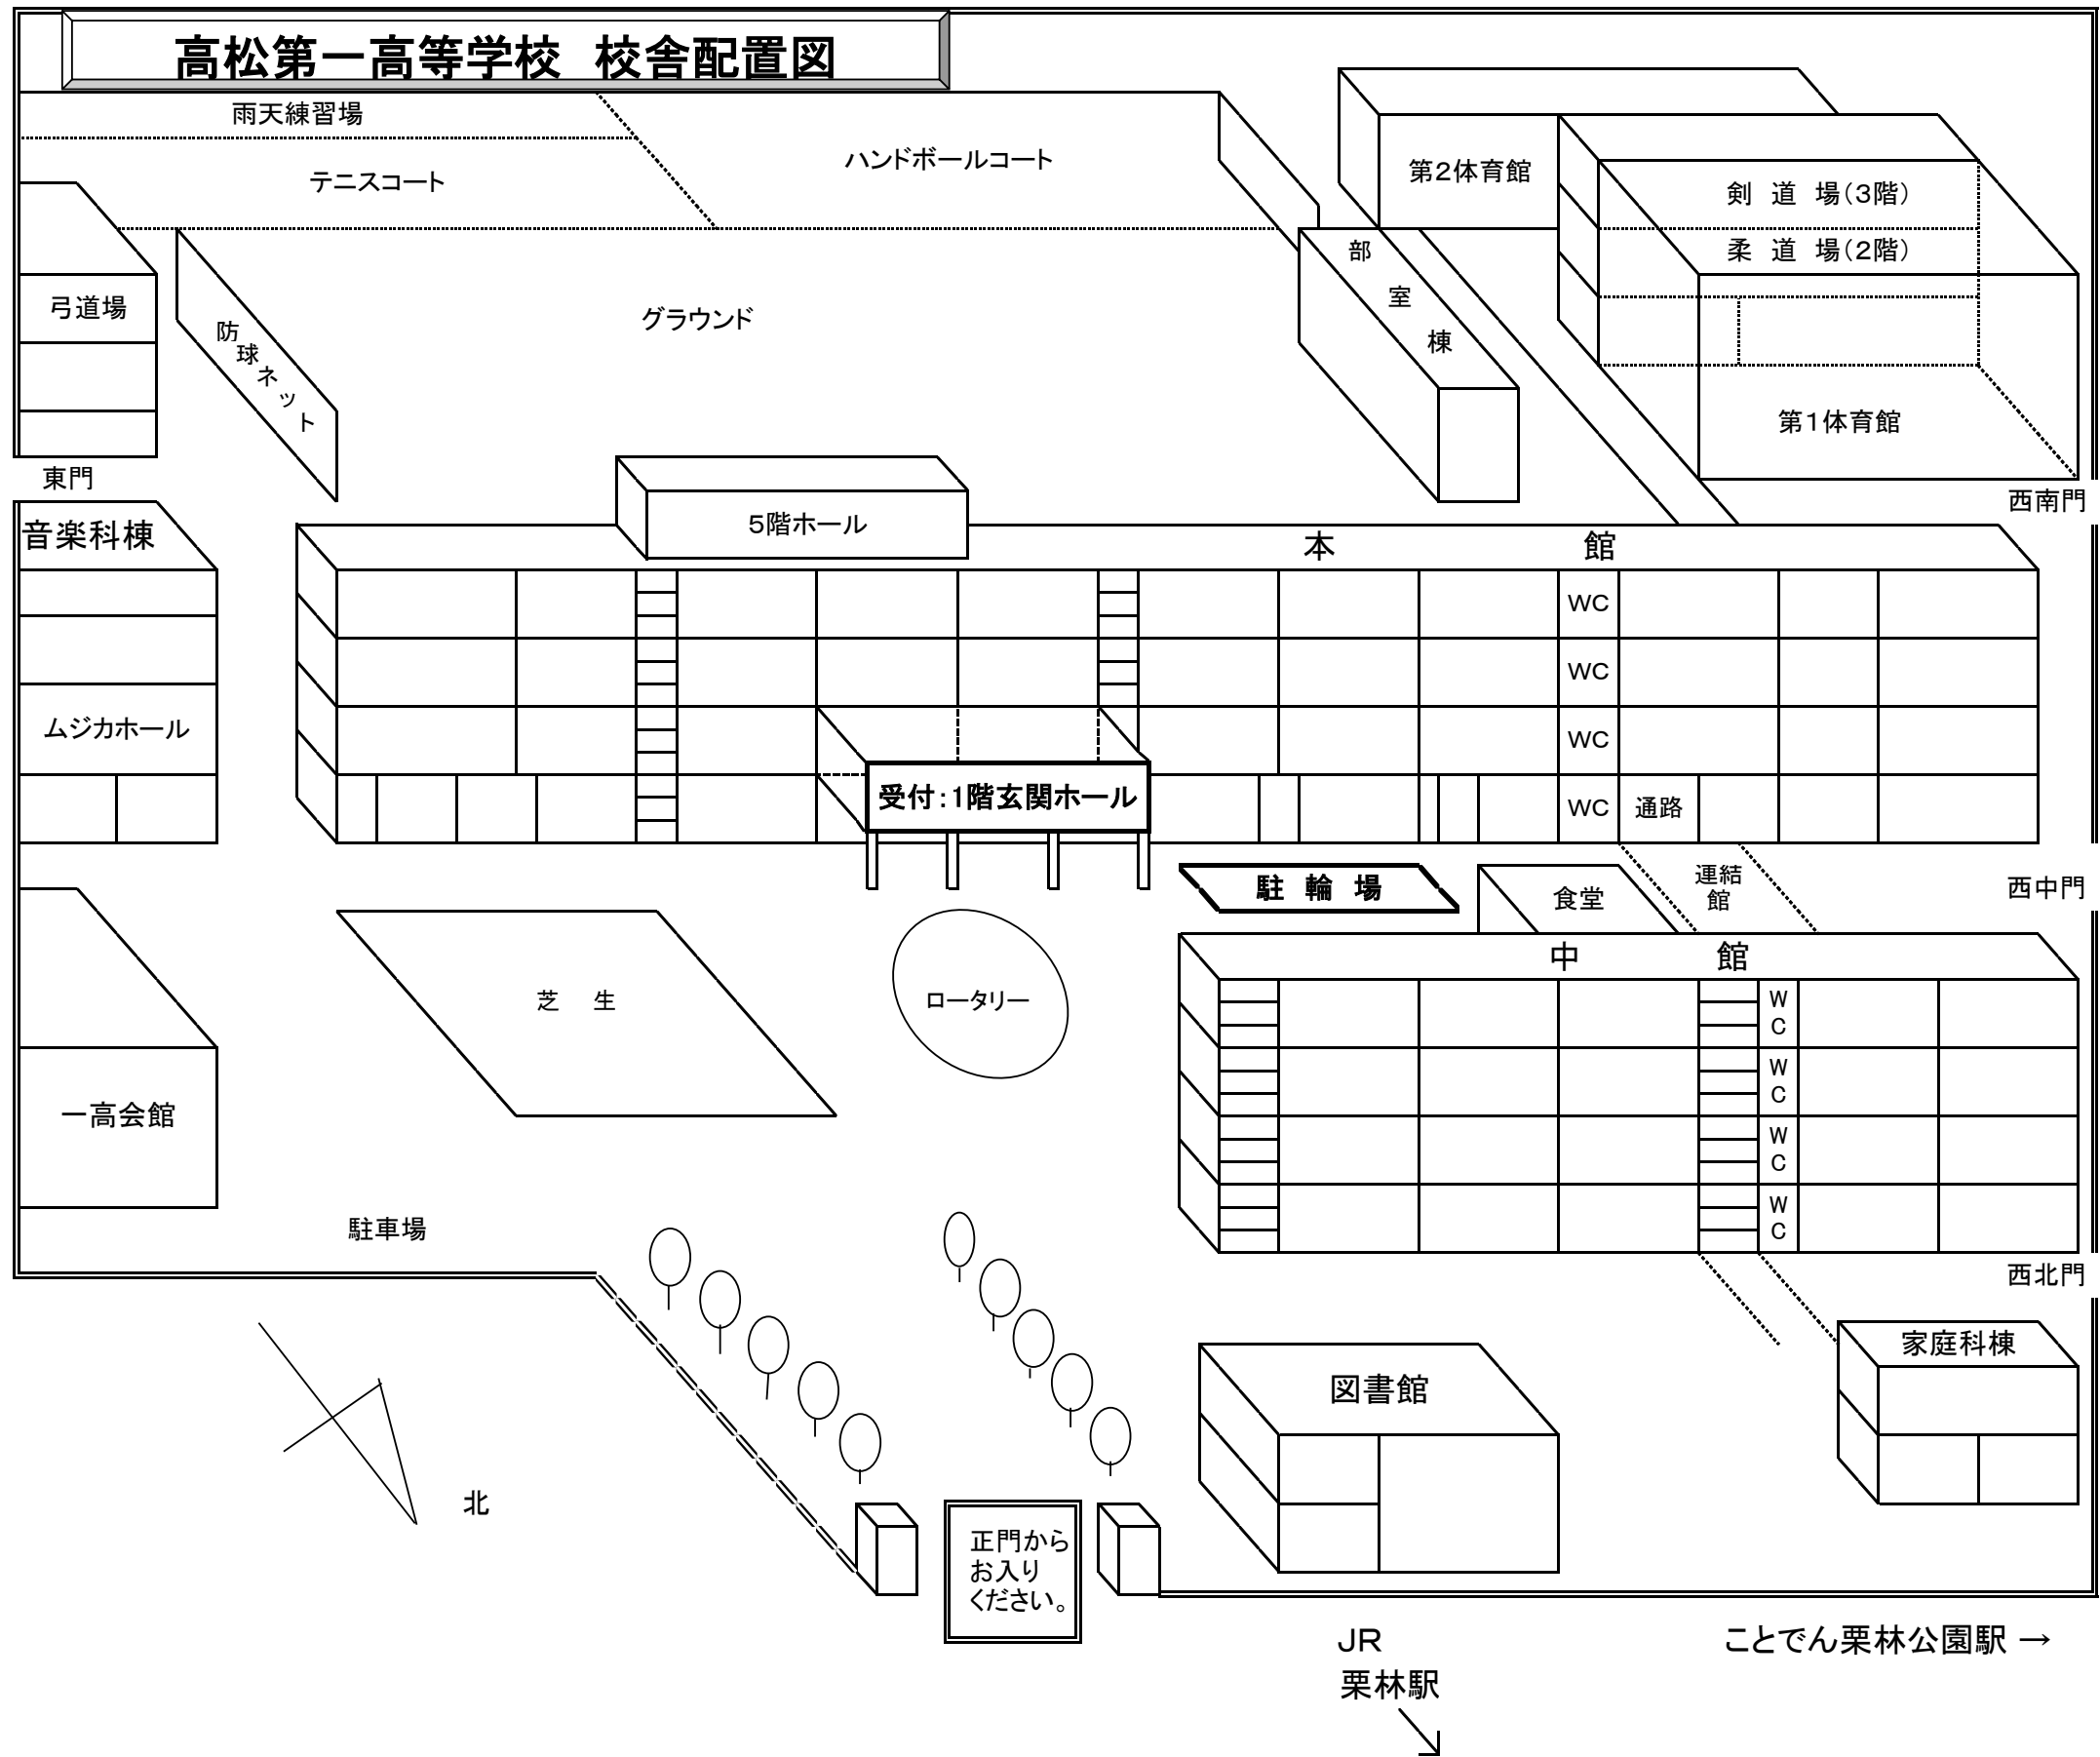 高松第一高等学校　校舎配置図
雨天練習場
テニスコート
ハンドボールコート
第２体育館
剣　道　場（３階）
柔　道　場（２階）
第１体育館
部室棟
弓道場
防球ネット
グラウンド
東門
西南門
５階ホール
音楽科棟
本　館
ＷＣ
ＷＣ
ＷＣ
ＷＣ
通路
ムジカホール
受付：１階玄関ホール
駐　輪　場
食堂
連結
館
西中門
中　館
芝　生
ロータリー
ＷＣ
ＷＣ
ＷＣ
ＷＣ
一高会館
駐車場
西北門
家庭科棟
図書館
北
正門から
お入り
ください。
ＪＲ
栗林駅
ことでん栗林公園駅 →